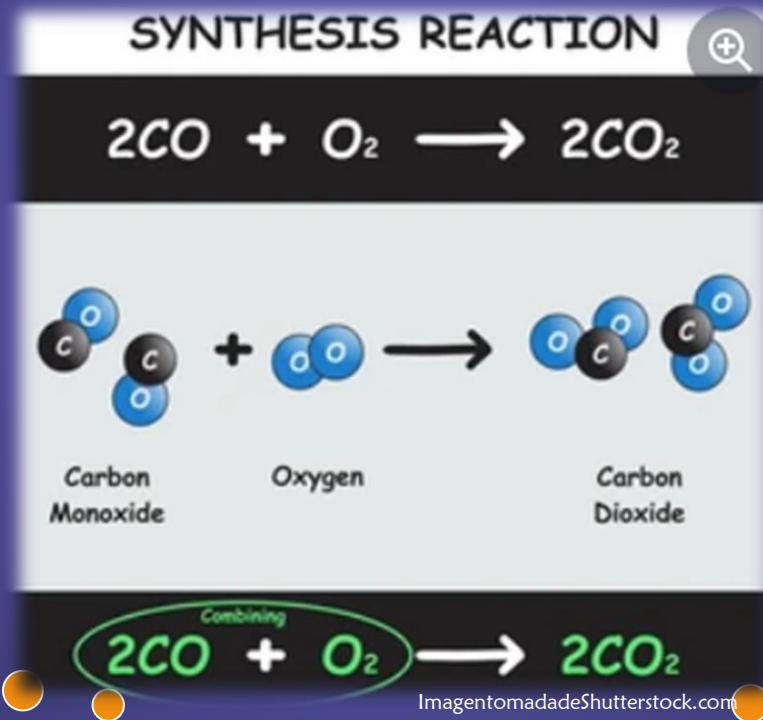 SYNTHESIS REACTION
2CO + O₂ → 2CO₂
O
C
C
O
+
O O
→
O O C
C O O
Carbon Monoxide
Oxygen
Carbon Dioxide
Combining
2CO + O₂ → 2CO₂
ImagentomadadeShutterstock.com